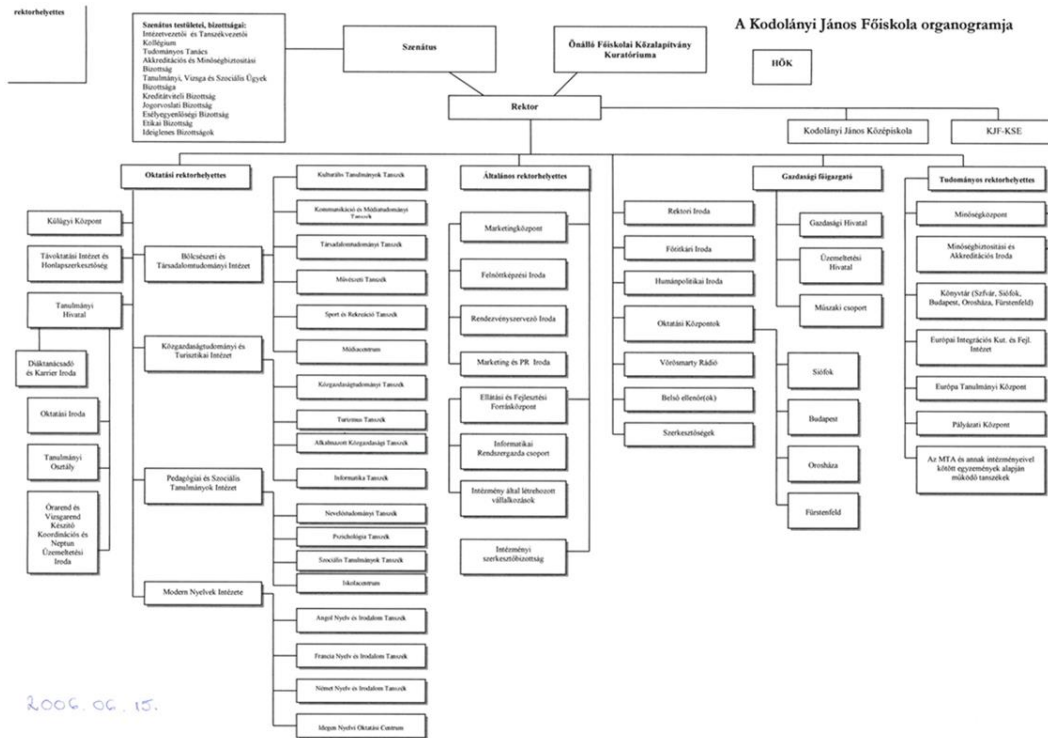 rektorhelyettes
A Kodolányi János Főiskola organogramja
Szenátus testületei, bizottságai:
Intézetvezetői és Tanszékvezetői
Kollégium
Tudományos Tanács
Akkreditációs és Minőségbiztosítási
Bizottság
Tanulmányi, Vizsga és Szociális Ügyek
Bizottsága
Kreditátviteli Bizottság
Jogorvoslati Bizottság
Esélyegyenlőségi Bizottság
Etikai Bizottság
Ideiglenes Bizottságok
Szenátus
Önálló Főiskolai Közalapítvány
Kuratóriuma
HÖK
Rektor
Kodolányi János Középiskola
KJF-KSE
Oktatási rektorhelyettes
Külügyi Központ
Távoktatási Intézet és
Honlapszerkesztőség
Tanulmányi
Hivatal
Diáktanácsadó
és Karrier Iroda
Oktatási Iroda
Tanulmányi
Osztály
Órarend és
Vizsgarend
Készítő
Koordinációs és
Neptun
Üzemeltetési
Iroda
Bölcsészeti és
Társadalomtudományi Intézet
Közgazdaságtudományi és
Turisztikai Intézet
Pedagógiai és Szociális
Tanulmányok Intézet
Modern Nyelvek Intézete
Kulturális Tanulmányok Tanszék
Kommunikáció és Médiatudományi
Tanszék
Társadalomtudományi Tanszék
Művészeti Tanszék
Sport és Rekreáció Tanszék
Médiacentrum
Közgazdaságtudományi Tanszék
Turizmus Tanszék
Alkalmazott Közgazdasági Tanszék
Informatika Tanszék
Neveléstudományi Tanszék
Pszichológia Tanszék
Szociális Tanulmányok Tanszék
Iskolacentrum
Angol Nyelv és Irodalom Tanszék
Francia Nyelv és Irodalom Tanszék
Német Nyelv és Irodalom Tanszék
Idegen Nyelvi Oktatási Centrum
Általános rektorhelyettes
Marketingközpont
Felnőttképzési Iroda
Rendezvényszervező Iroda
Marketing és PR Iroda
Ellátási és Fejlesztési
Forrásközpont
Informatikai
Rendszergazda csoport
Intézmény által létrehozott
vállalkozások
Intézményi
szerkesztőbizottság
Rektori Iroda
Főtitkári Iroda
Humánpolitikai Iroda
Oktatási Központok
Vörösmarty Rádió
Belső ellenőr(ok)
Szerkesztőségek
Gazdasági főigazgató
Gazdasági Hivatal
Üzemeltetési
Hivatal
Műszaki csoport
Siófok
Budapest
Orosháza
Fürstenfeld
Tudományos rektorhelyettes
Minőségközpont
Minőségbiztosítási és
Akkreditációs Iroda
Könyvtár (Szfvár, Siófok,
Budapest, Orosháza, Fürstenfeld)
Európai Integrációs Kut. és Fejl.
Intézet
Európa Tanulmányi Központ
Pályázati Központ
Az MTA és annak intézményeivel
kötött egyezmények alapján
működő tanszékek
2006. 06. 15.